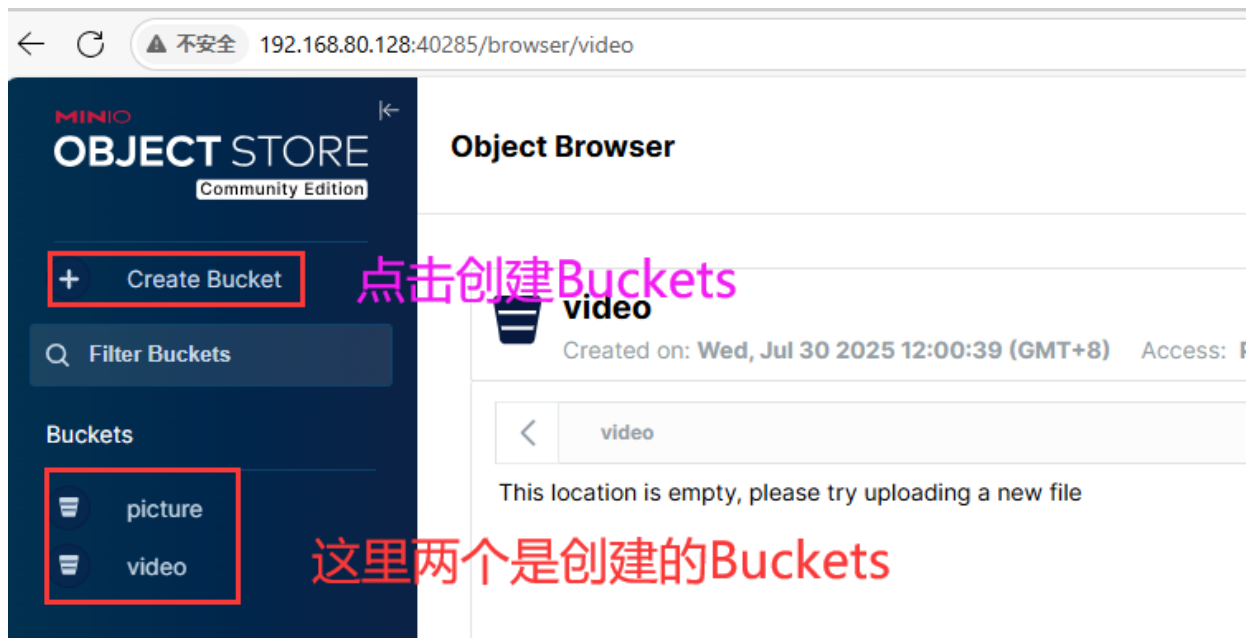 不安全 192.168.80.128:40285/browser/video
MINIO
OBJECT STORE
Community Edition
Object Browser
Create Bucket
点击创建Buckets
video
Filter Buckets
Created on: Wed, Jul 30 2025 12:00:39 (GMT+8) Access:
Buckets
video
This location is empty, please try uploading a new file
picture
video
这里两个是创建的Buckets